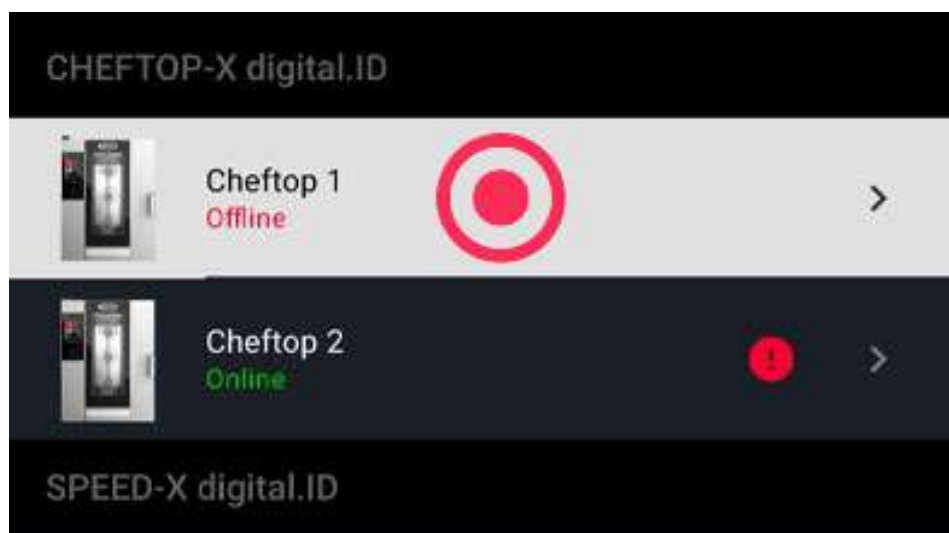 CHEFTOP-X digital.ID
Cheftop 1
Offline
Cheftop 2
Online
SPEED-X digital.ID